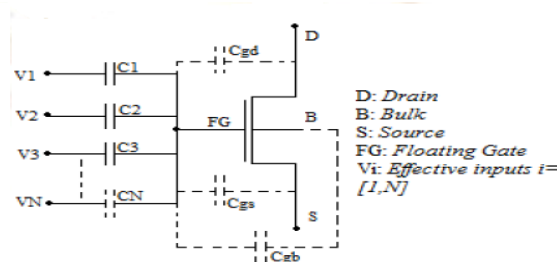 D
Cgd
V1
C1
V2
C2
FG
B
V3
C3
VN
CN
Cgs
S
Cgb
D: Drain
B: Bulk
S: Source
FG: Floating Gate
Vi: Effective inputs i=
[1,N]